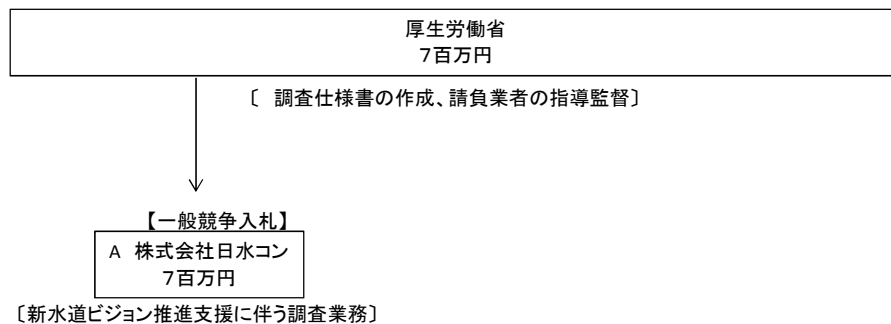 厚生労働省
7百万円
〔　調査仕様書の作成、請負業者の指導監督〕
【一般競争入札】
A　株式会社日水コン
7百万円
〔新水道ビジョン推進支援に伴う調査業務〕